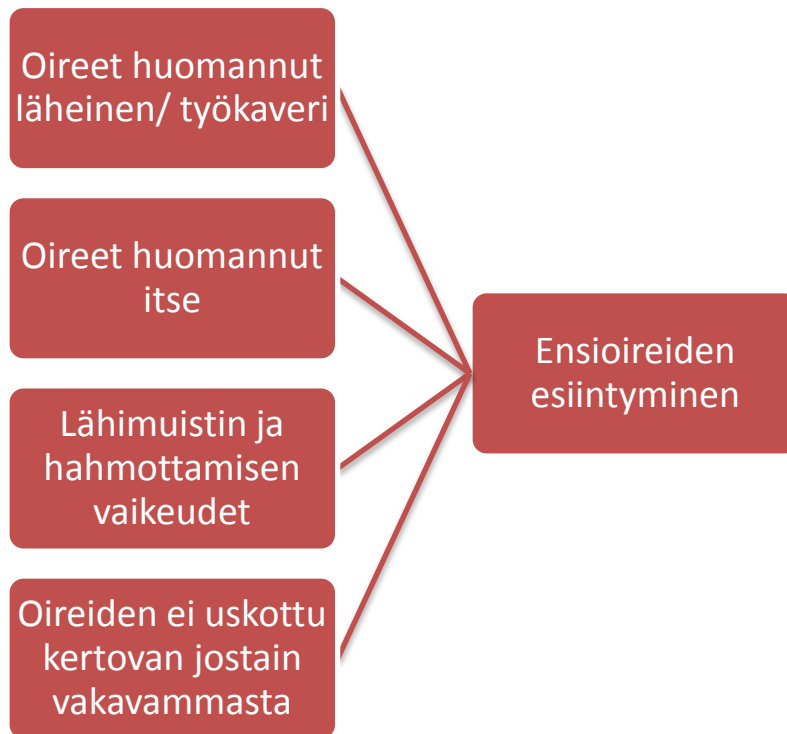 Oireet huomannut
läheinen/ työkaveri
Oireet huomannut
itse
Lähimuistin ja
hahmottamisen
vaikeudet
Oireiden ei uskottu
kertovan jostain
vakavammasta
Ensioireiden
esiintyminen